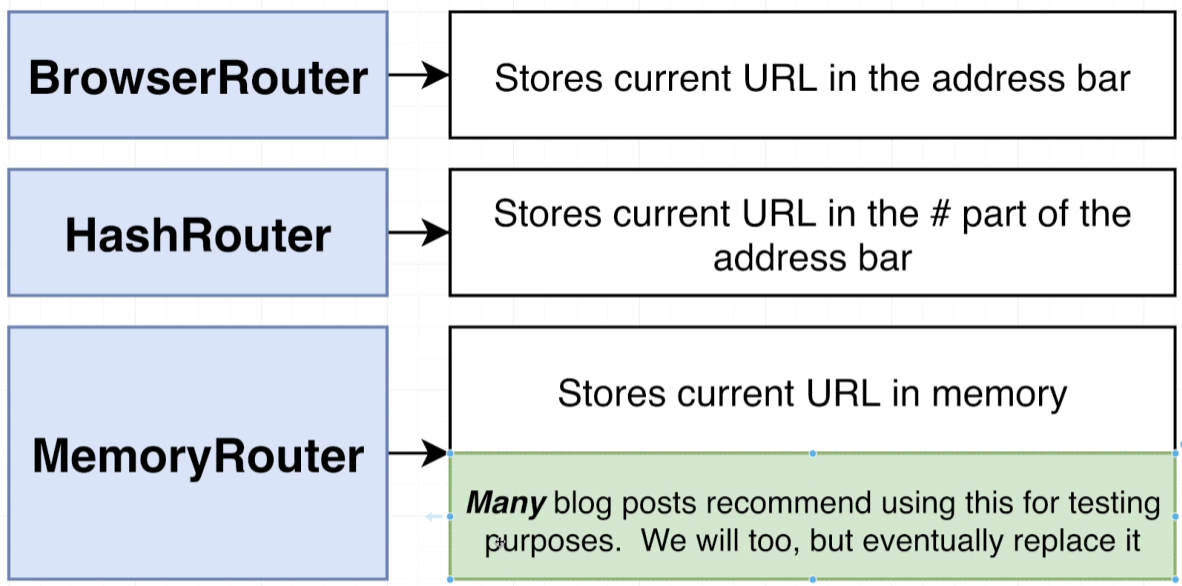 BrowserRouter
Stores current URL in the address bar
HashRouter
Stores current URL in the # part of the
address bar
MemoryRouter
Stores current URL in memory
Many blog posts recommend using this for testing
purposes.  We will too, but eventually replace it